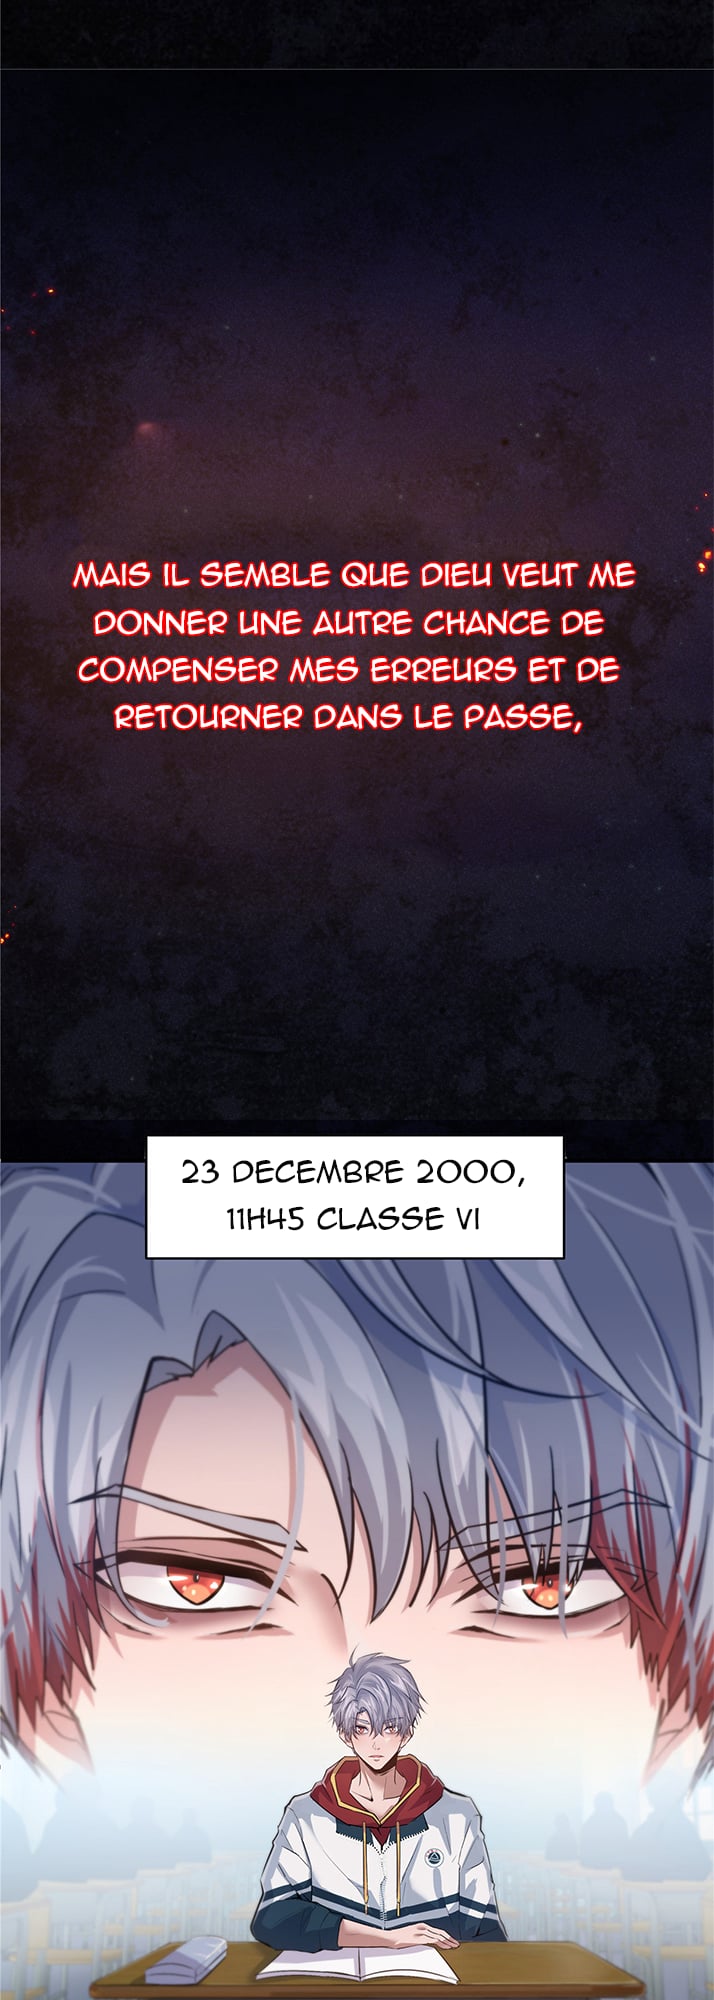 MAIS IL SEMBLE QUE DIEU VEUT ME
DONNER UNE AUTRE CHANCE DE
COMPENSER MES ERREURS ET DE
RETOURNER DANS LE PASSE,
23 DECEMBRE 2000,
11H45 CLASSE VI